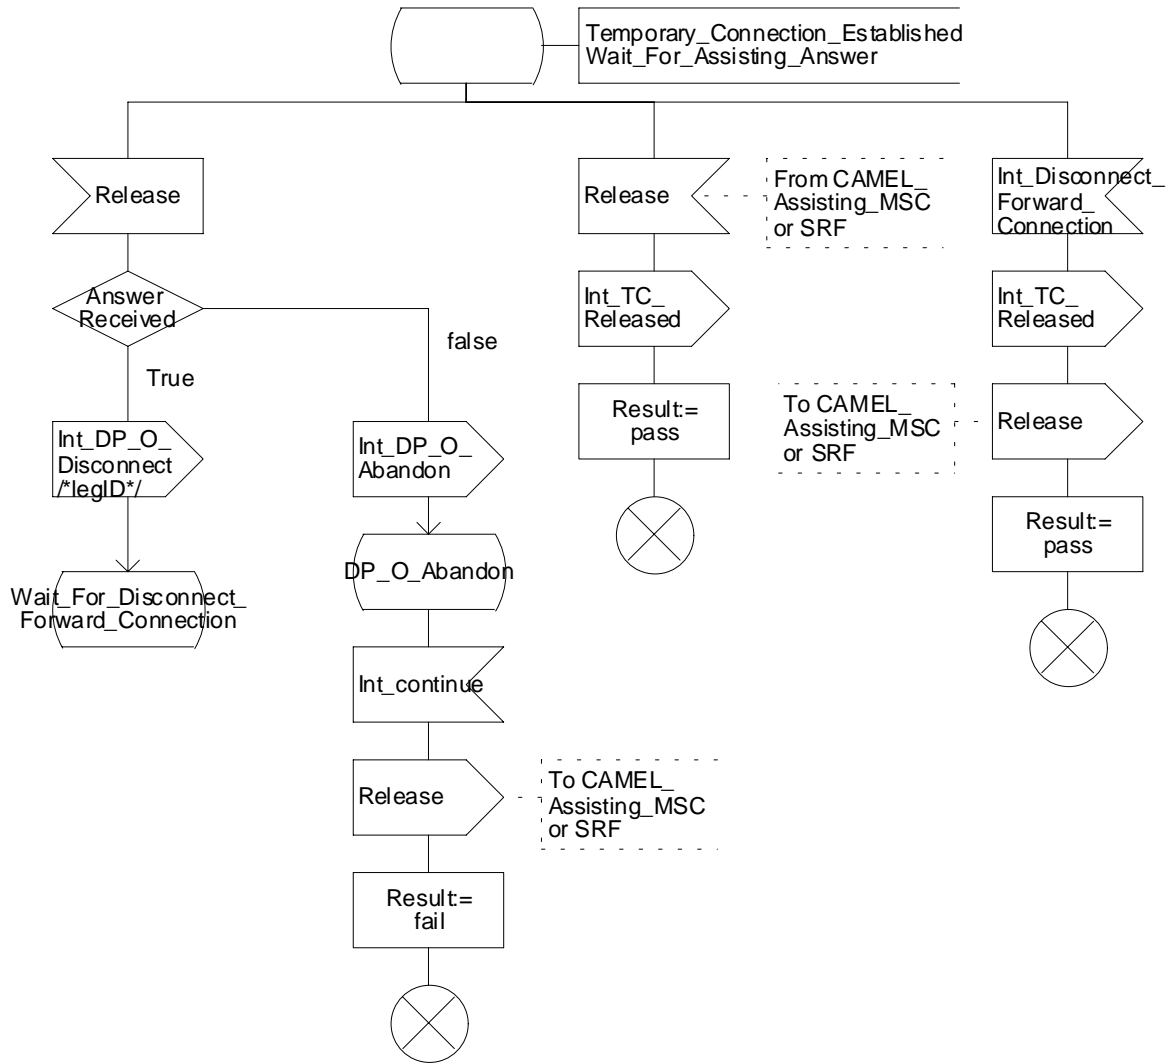 Temporary_Connection_Established
Wait_For_Assisting_Answer
Release
Release
From CAMEL_
Assisting_MSC
or SRF
Int_Disconnect_
Forward_
Connection
Answer
Received
false
True
Int_TC_
Released
Int_TC_
Released
Int_DP_O_
Disconnect
/*legID*/
Int_DP_O_
Abandon
Result:=
pass
To CAMEL_
Assisting_MSC
or SRF
Release
Wait_For_Disconnect_
Forward_Connection
DP_O_Abandon
Result:=
pass
Int_continue
Release
To CAMEL_
Assisting_MSC
or SRF
Result:=
fail